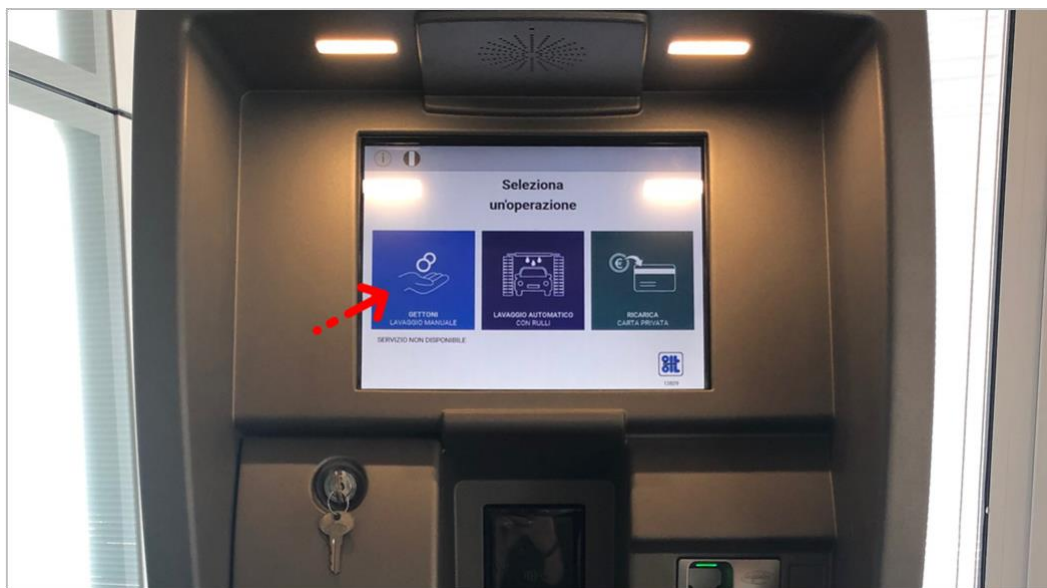 Seleziona
un'operazione
GETTONI
LAVAGGIO MANUALE
LAVAGGIO AUTOMATICO
CON RULLI
RICARICA
CARTA PRIVATA
SERVIZIO NON DISPONIBILE